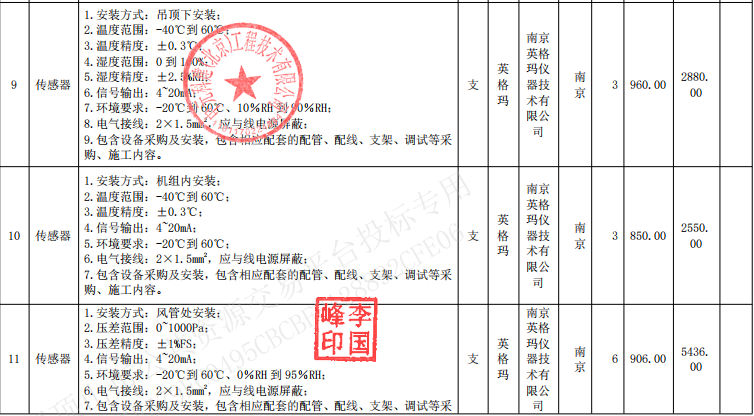 9
传感器
1.安装方式：吊顶下安装；
2.温度范围：-40℃到60℃；
3.温度精度：±0.3℃；
4.湿度范围：0到100%；
5.湿度精度：±2.5%RH；
6.信号输出：4~20mA；
7.环境要求：-20℃到60℃、10%RH到90%RH；
8.电气接线：2×1.5mm²，应与线电源屏蔽；
9.包含设备采购及安装，包含相应配套的配管、配线、支架、调试等采
购、施工内容。
支
英格玛
南京英格玛仪器技术有限公司
南京
3
960.00
2880.
00
10
传感器
1.安装方式：机组内安装；
2.温度范围：-40℃到60℃；
3.温度精度：±0.3℃；
4.信号输出：4~20mA；
5.环境要求：-20℃到60℃；
6.电气接线：2×1.5mm²，应与线电源屏蔽；
7.包含设备采购及安装，包含相应配套的配管、配线、支架、调试等采
购、施工内容。
支
英格玛
南京英格玛仪器技术有限公司
南京
3
850.00
2550.
00
11
传感器
1.安装方式：风管处安装；
2.压差范围：0~1000Pa；
3.压差精度：±1%FS；
4.信号输出：4~20mA；
5.环境要求：-20℃到60℃、0%RH到95%RH；
6.电气接线：2×1.5mm²，应与线电源屏蔽；
7.包含设备采购及安装，包含相应配套的配管、配线、支架、调试等采
支
英格玛
南京英格玛仪器技术有限公司
南京
6
906.00
5436.
00
(北京)工程技术有限公司
李国峰印
资源交易平台投标专用